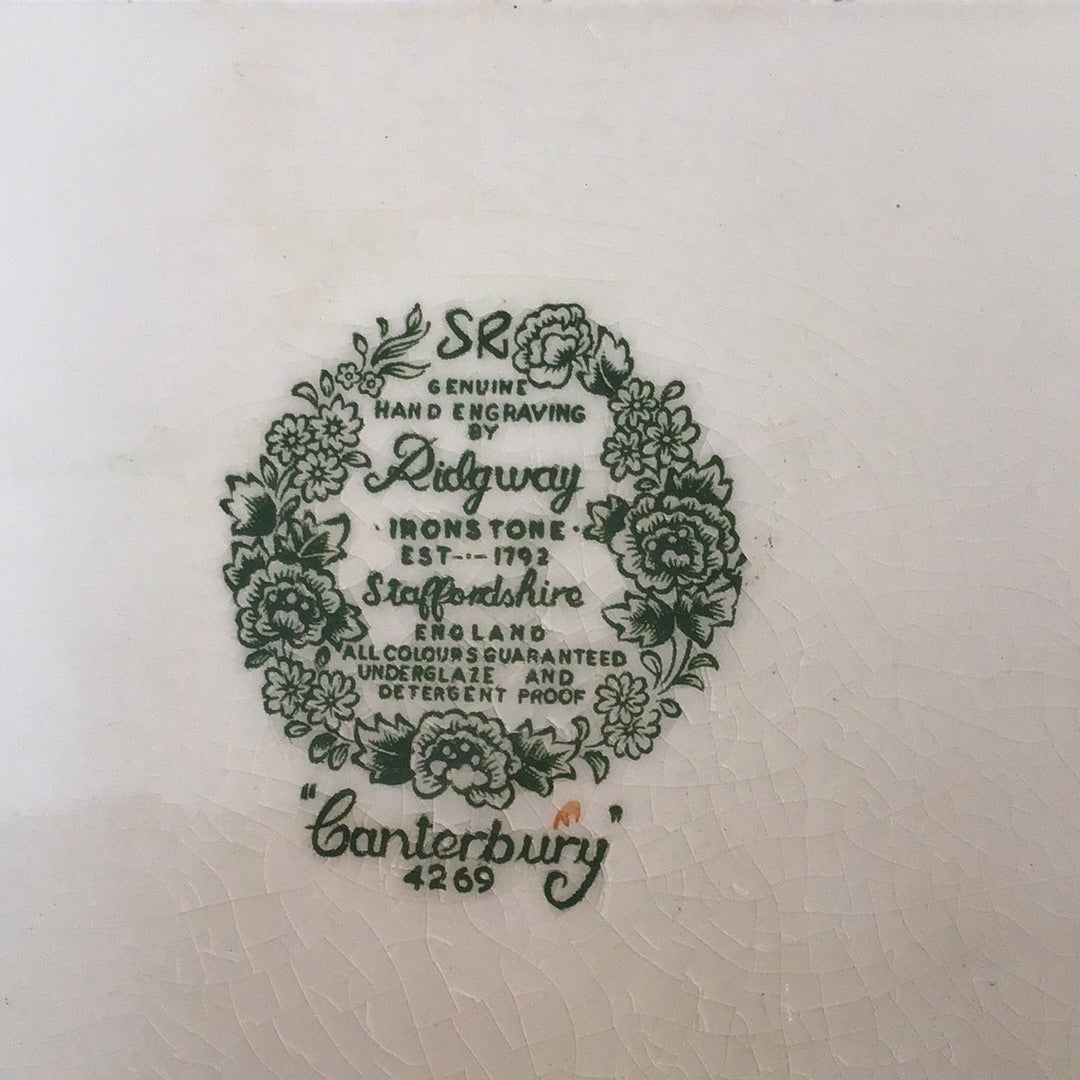 SR
GENUINE
HAND ENGRAVING
BY
Ridgway
· IRONSTONE ·
EST-·-1792
Staffordshire
ENGLAND
ALL COLOURS GUARANTEED
UNDERGLAZE AND
DETERGENT PROOF
"Canterbury"
4269